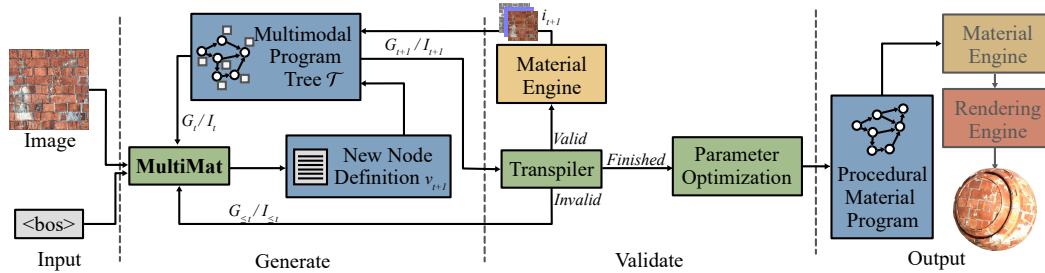 Image
<bos>
Input
Multimodal
Program
Tree 𝒯
G_t/I_t
MultiMat
New Node
Definition v_{t+1}
G_{≤t}/I_{≤t}
Generate
G_{t+1}/I_{t+1}
i_{t+1}
Material
Engine
Valid
Transpiler
Finished
Invalid
Parameter
Optimization
Validate
Procedural
Material
Program
Material
Engine
Rendering
Engine
Output